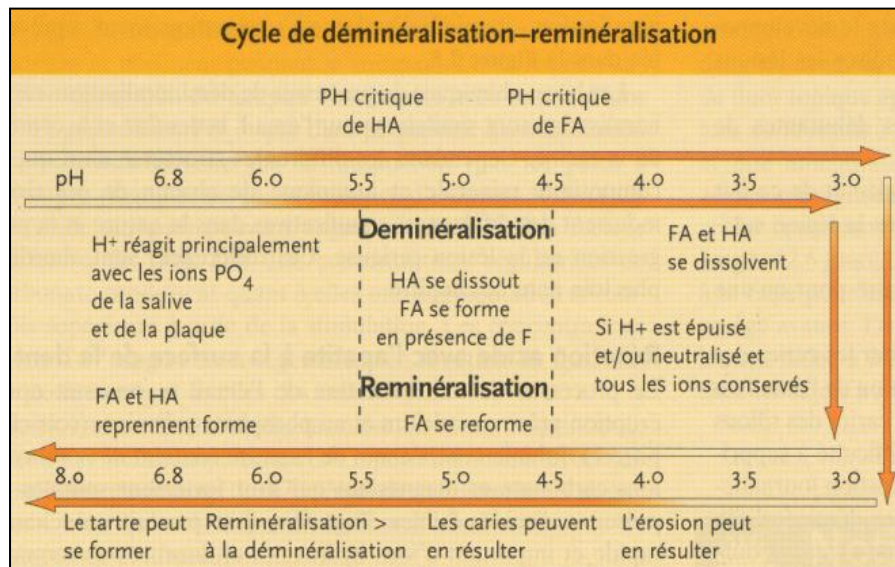 Cycle de déminéralisation–reminéralisation
PH critique
de HA
PH critique
de FA
pH 6.8 6.0 5.5 5.0 4.5 4.0 3.5 3.0
Deminéralisation
H⁺ réagit principalement
avec les ions PO₄
de la salive
et de la plaque
HA se dissout
FA se forme
en présence de F
FA et HA
se dissolvent
Si H+ est épuisé
et/ou neutralisé et
tous les ions conservés
Reminéralisation
FA et HA
reprennent forme
FA se reforme
8.0 6.8 6.0 5.5 5.0 4.5 4.0 3.5 3.0
Le tartre peut
se former
Reminéralisation >
à la déminéralisation
Les caries peuvent
en résulter
L'érosion peut
en résulter